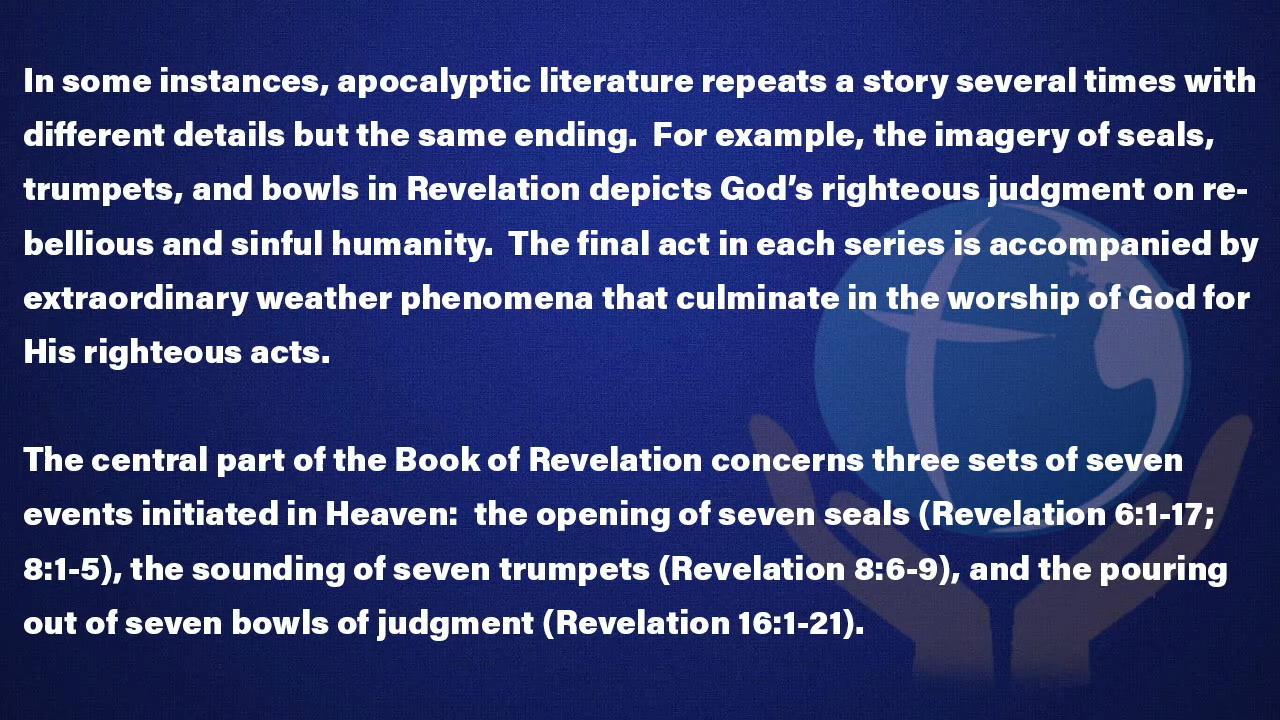 In some instances, apocalyptic literature repeats a story several times with
different details but the same ending.  For example, the imagery of seals,
trumpets, and bowls in Revelation depicts God’s righteous judgment on re-
bellious and sinful humanity.  The final act in each series is accompanied by
extraordinary weather phenomena that culminate in the worship of God for
His righteous acts.
The central part of the Book of Revelation concerns three sets of seven
events initiated in Heaven:  the opening of seven seals (Revelation 6:1-17;
8:1-5), the sounding of seven trumpets (Revelation 8:6-9), and the pouring
out of seven bowls of judgment (Revelation 16:1-21).